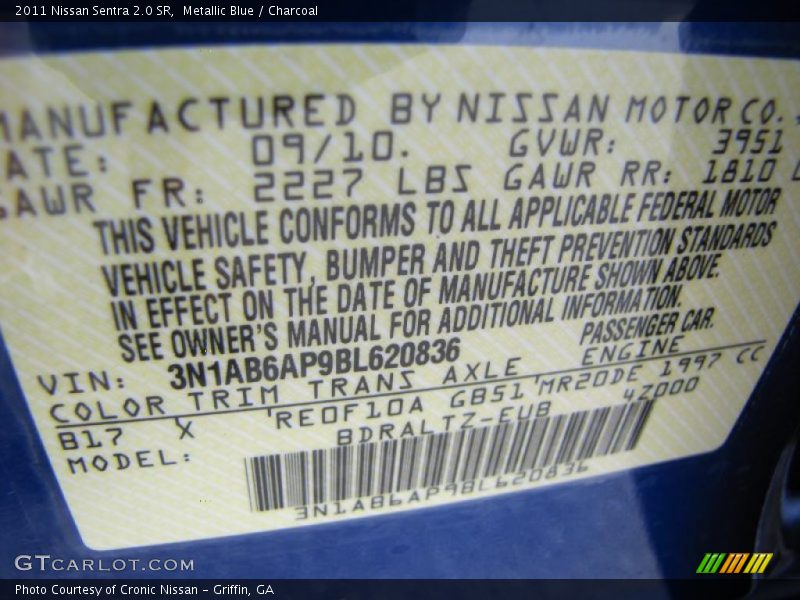 2011 Nissan Sentra 2.0 SR,  Metallic Blue / Charcoal
MANUFACTURED BY NISSAN MOTOR CO.
ATE: 09/10. GVWR: 3951
GAWR FR: 2227 LBS GAWR RR: 1810 L
THIS VEHICLE CONFORMS TO ALL APPLICABLE FEDERAL MOTOR
VEHICLE SAFETY, BUMPER AND THEFT PREVENTION STANDARDS
IN EFFECT ON THE DATE OF MANUFACTURE SHOWN ABOVE.
SEE OWNER'S MANUAL FOR ADDITIONAL INFORMATION.
VIN: 3N1AB6AP9BL620836 PASSENGER CAR.
COLOR TRIM TRANS AXLE ENGINE
B17 X RE0F10A GB51 MR20DE 1997 CC
MODEL: BDRALTZ-EUB 4Z000
3N1AB6AP9BL620836
GTCARLOT.COM
Photo Courtesy of Cronic Nissan – Griffin, GA